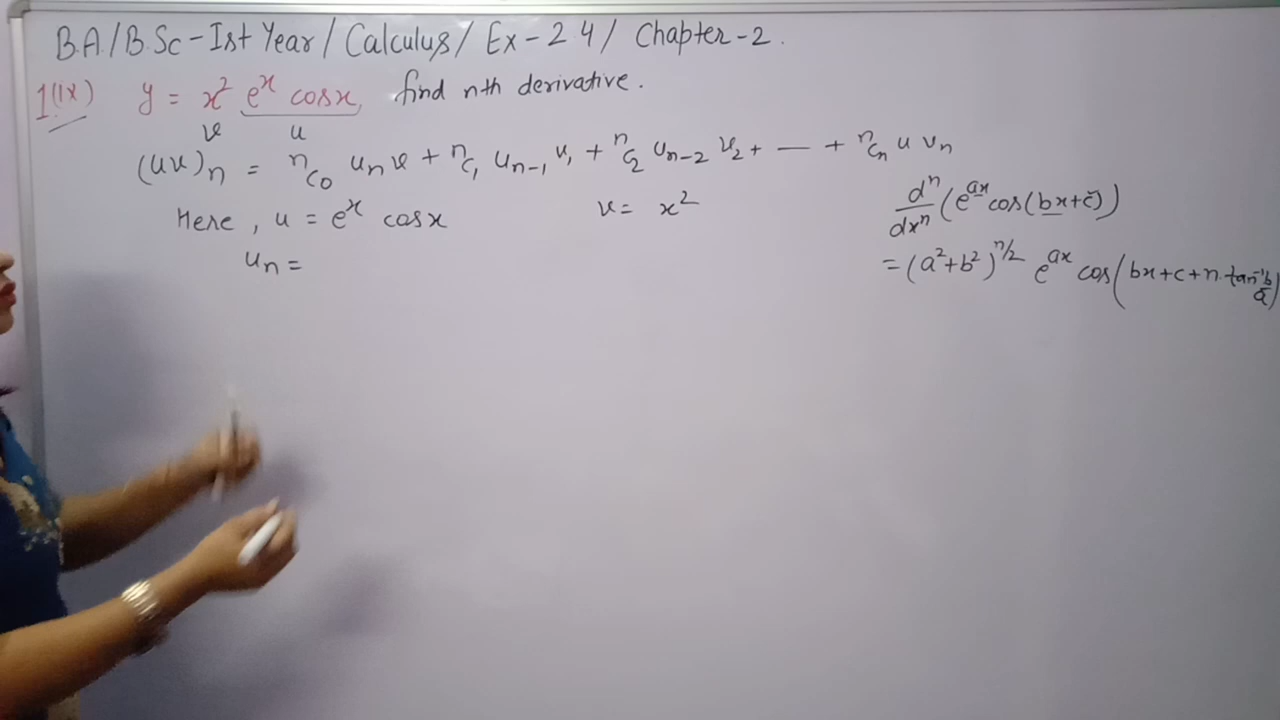 B.A./B.Sc-Ist Year/ Calculus/ Ex-2 4/ Chapter-2.
1(ix) y = x² eˣ cosx, find nth derivative.
v u
(uv)ₙ = ⁿC₀ uₙ v + ⁿC₁ uₙ₋₁ v₁ + ⁿC₂ uₙ₋₂ v₂ + — + ⁿCₙ u vₙ
Here, u = eˣ cosx v = x²
uₙ =
dⁿ/dxⁿ (e^ax cos(bx+c))
= (a²+b²)^n/2 e^ax cos(bx+c+n.tan⁻¹b/a)